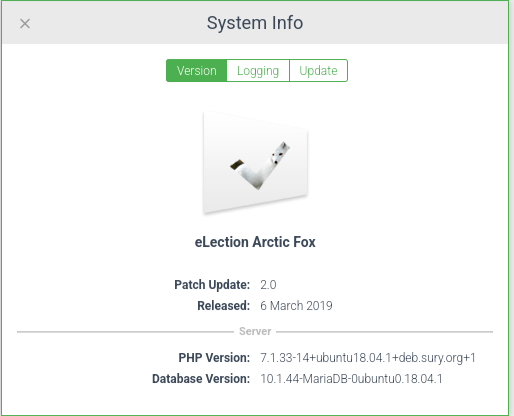 × System Info
Version Logging Update
eLection Arctic Fox
Patch Update: 2.0
Released: 6 March 2019
Server
PHP Version: 7.1.33-14+ubuntu18.04.1+deb.sury.org+1
Database Version: 10.1.44-MariaDB-0ubuntu0.18.04.1